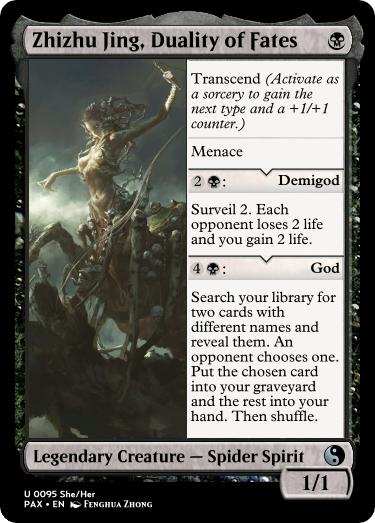 Zhizhu Jing, Duality of Fates
Transcend (Activate as
a sorcery to gain the
next type and a +1/+1
counter.)
Menace
2 : Demigod
Surveil 2. Each
opponent loses 2 life
and you gain 2 life.
4 : God
Search your library for
two cards with
different names and
reveal them. An
opponent chooses one.
Put the chosen card
into your graveyard
and the rest into your
hand. Then shuffle.
Legendary Creature — Spider Spirit
1/1
U 0095 She/Her
PAX • EN Fenghua Zhong